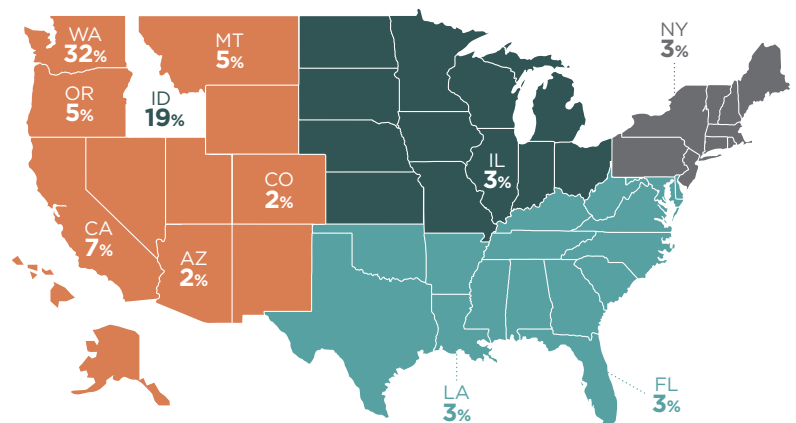 WA
32%
MT
5%
NY
3%
OR
5%
ID
19%
IL
3%
CO
2%
CA
7%
AZ
2%
LA
3%
FL
3%